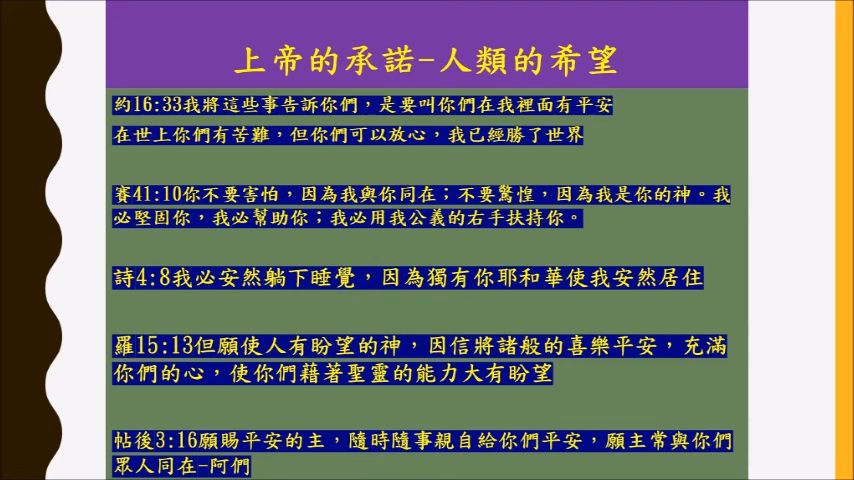 上帝的承諾-人類的希望
約16:33我將這些事告訴你們，是要叫你們在我裡面有平安
在世上你們有苦難，但你們可以放心，我已經勝了世界
賽41:10你不要害怕，因為我與你同在；不要驚惶，因為我是你的神。我
必堅固你，我必幫助你；我必用我公義的右手扶持你。
詩4:8我必安然躺下睡覺，因為獨有你耶和華使我安然居住
羅15:13但願使人有盼望的神，因信將諸般的喜樂平安，充滿
你們的心，使你們藉著聖靈的能力大有盼望
帖後3:16願賜平安的主，隨時隨事親自給你們平安，願主常與你們
眾人同在-阿們